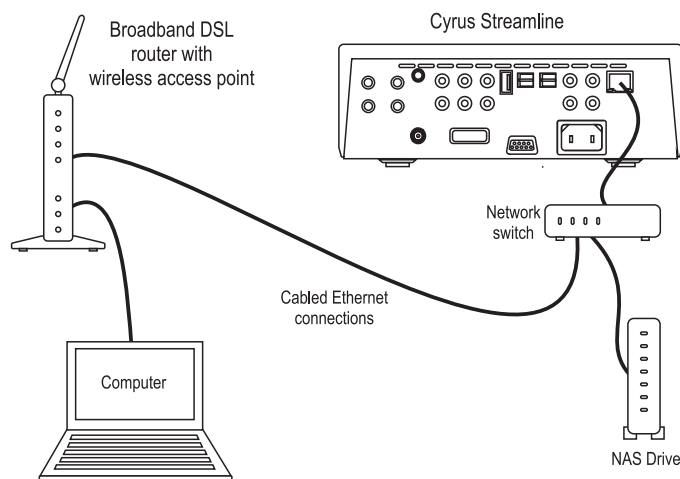 Broadband DSL
router with
wireless access point
Cyrus Streamline
Network
switch
Cabled Ethernet
connections
Computer
NAS Drive